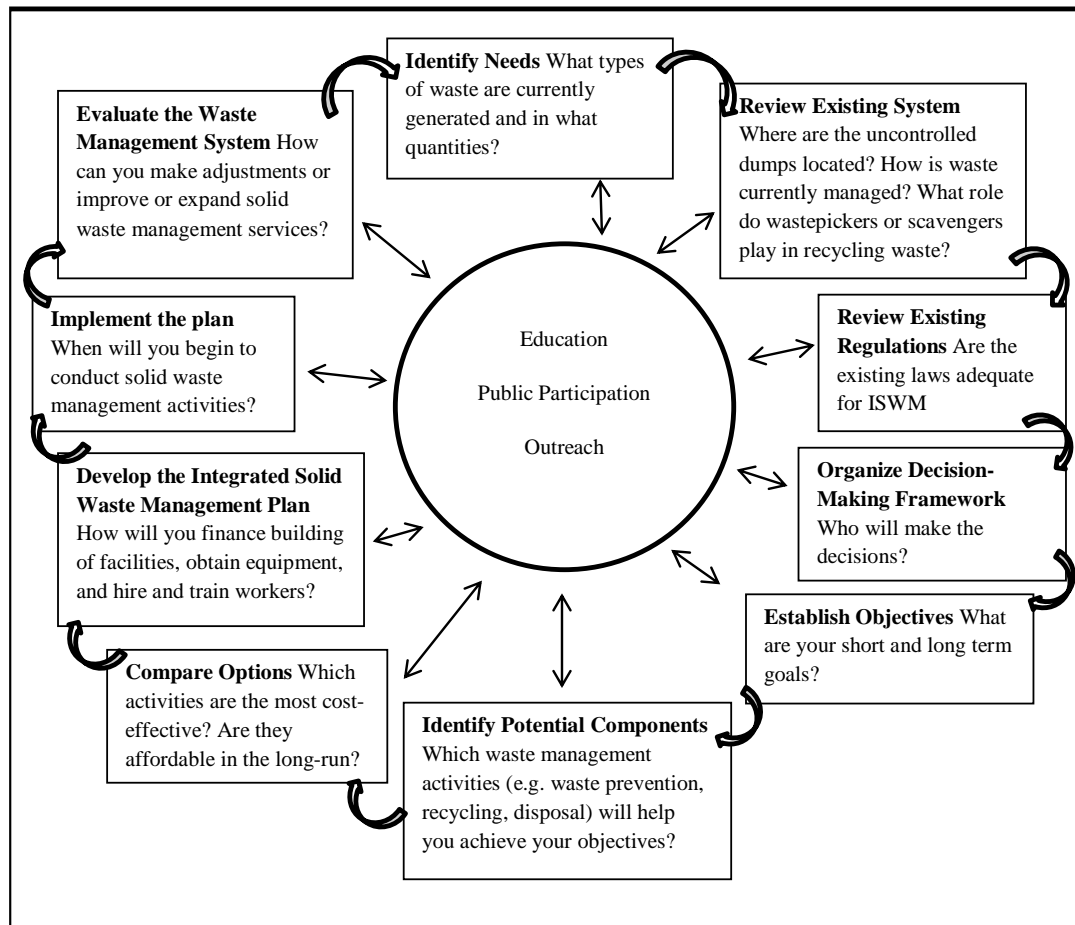 Identify Needs What types
of waste are currently
generated and in what
quantities?
Review Existing System
Where are the uncontrolled
dumps located? How is waste
currently managed? What role
do wastepickers or scavengers
play in recycling waste?
Review Existing
Regulations Are the
existing laws adequate
for ISWM
Organize Decision-
Making Framework
Who will make the
decisions?
Establish Objectives What
are your short and long term
goals?
Identify Potential Components
Which waste management
activities (e.g. waste prevention,
recycling, disposal) will help
you achieve your objectives?
Compare Options Which
activities are the most cost-
effective? Are they
affordable in the long-run?
Develop the Integrated Solid
Waste Management Plan
How will you finance building
of facilities, obtain equipment,
and hire and train workers?
Implement the plan
When will you begin to
conduct solid waste
management activities?
Evaluate the Waste
Management System How
can you make adjustments or
improve or expand solid
waste management services?
Education
Public Participation
Outreach